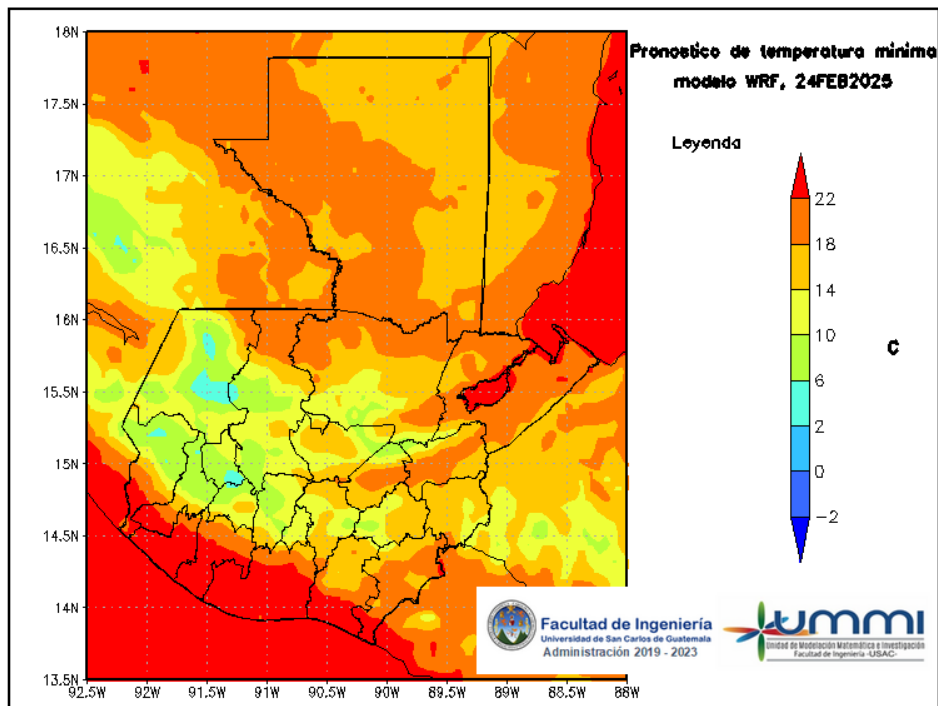 Pronostico de temperatura minima
modelo WRF, 24FEB2025
Leyenda
22
18
14
10
6
2
0
−2
C
18N
17.5N
17N
16.5N
16N
15.5N
15N
14.5N
14N
13.5N
92.5W
92W
91.5W
91W
90.5W
90W
89.5W
89W
88.5W
88W
Facultad de Ingeniería
Universidad de San Carlos de Guatemala
Administración 2019 - 2023
ummi
Unidad de Modelación Matemática e Investigación
Facultad de Ingeniería -USAC-